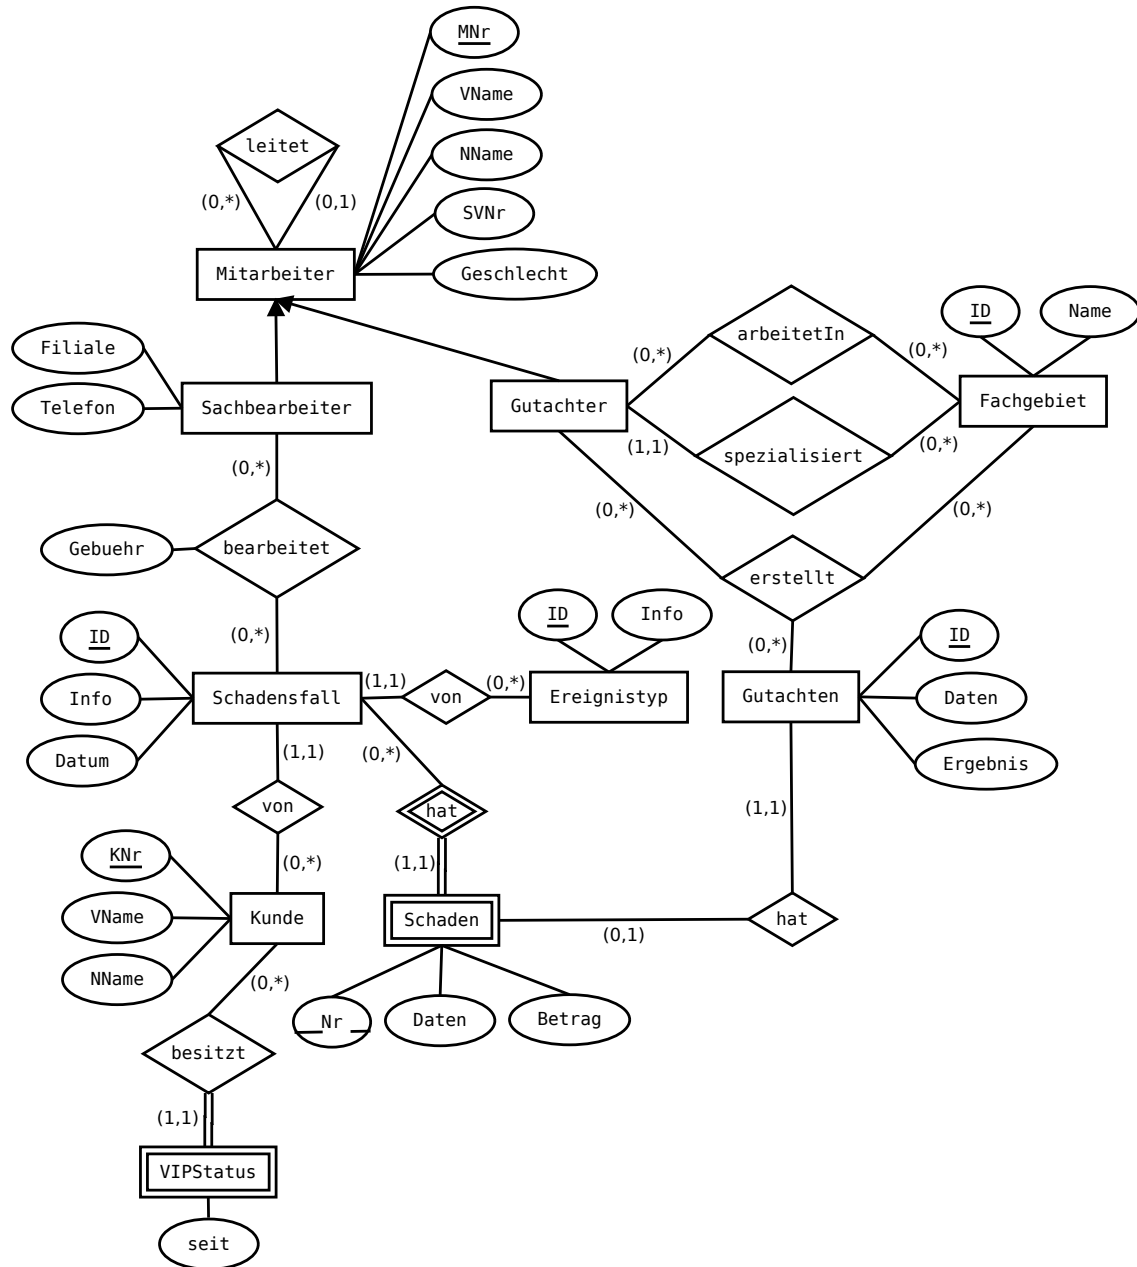 MNr
VName
leitet
NName
(0,*)
(0,1)
SVNr
Mitarbeiter
Geschlecht
ID
Name
arbeitetIn
Filiale
(0,*)
(0,*)
Telefon
Sachbearbeiter
Gutachter
Fachgebiet
(1,1)
(0,*)
spezialisiert
(0,*)
(0,*)
(0,*)
Gebuehr
bearbeitet
erstellt
ID
Info
ID
(0,*)
(0,*)
Info
Schadensfall
(1,1)
von
(0,*)
Ereignistyp
Gutachten
Daten
Datum
(1,1)
(0,*)
Ergebnis
von
hat
(1,1)
KNr
(0,*)
(1,1)
VName
Kunde
Schaden
(0,1)
hat
NName
(0,*)
Nr
Daten
Betrag
besitzt
(1,1)
VIPStatus
seit